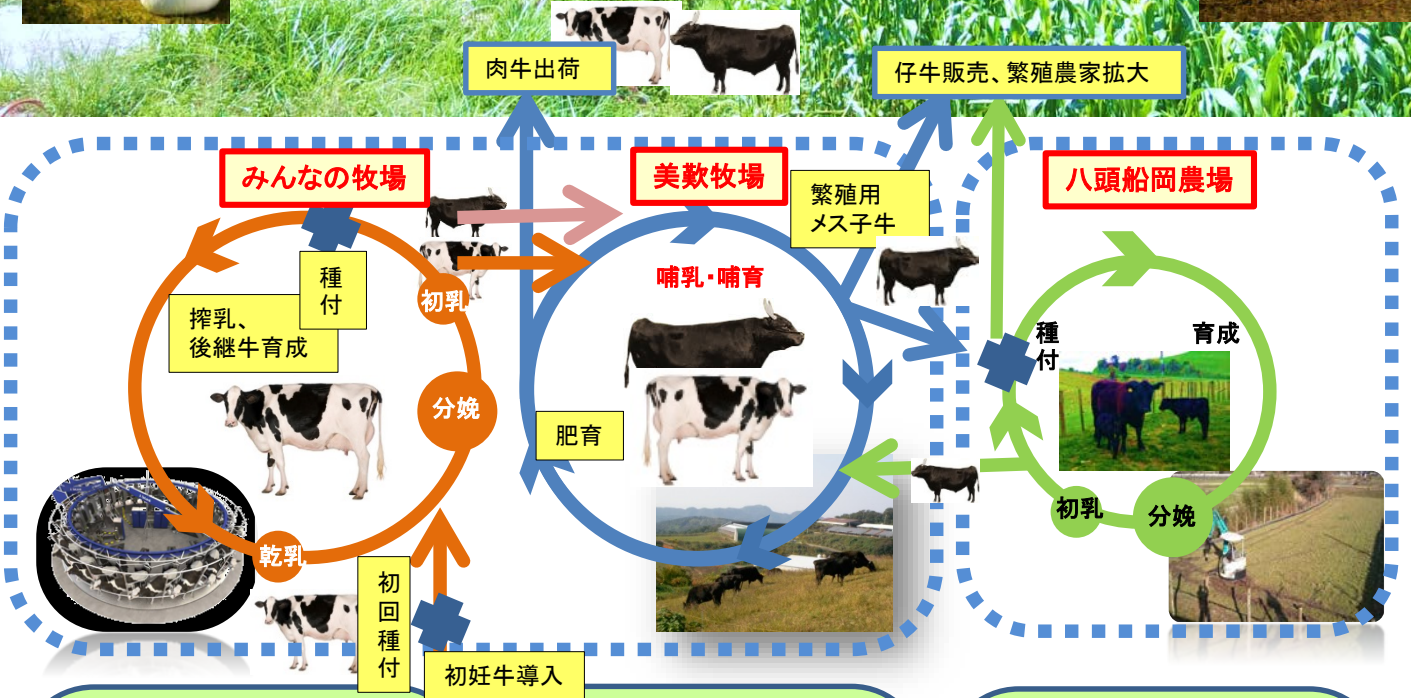 肉牛出荷
仔牛販売、繁殖農家拡大
みんなの牧場
美歎牧場
八頭船岡農場
繁殖用
メス子牛
種
付
搾乳、
後継牛育成
初乳
分娩
乾乳
初
回
種
付
初妊牛導入
哺乳・哺育
肥育
種
付
育成
初乳
分娩